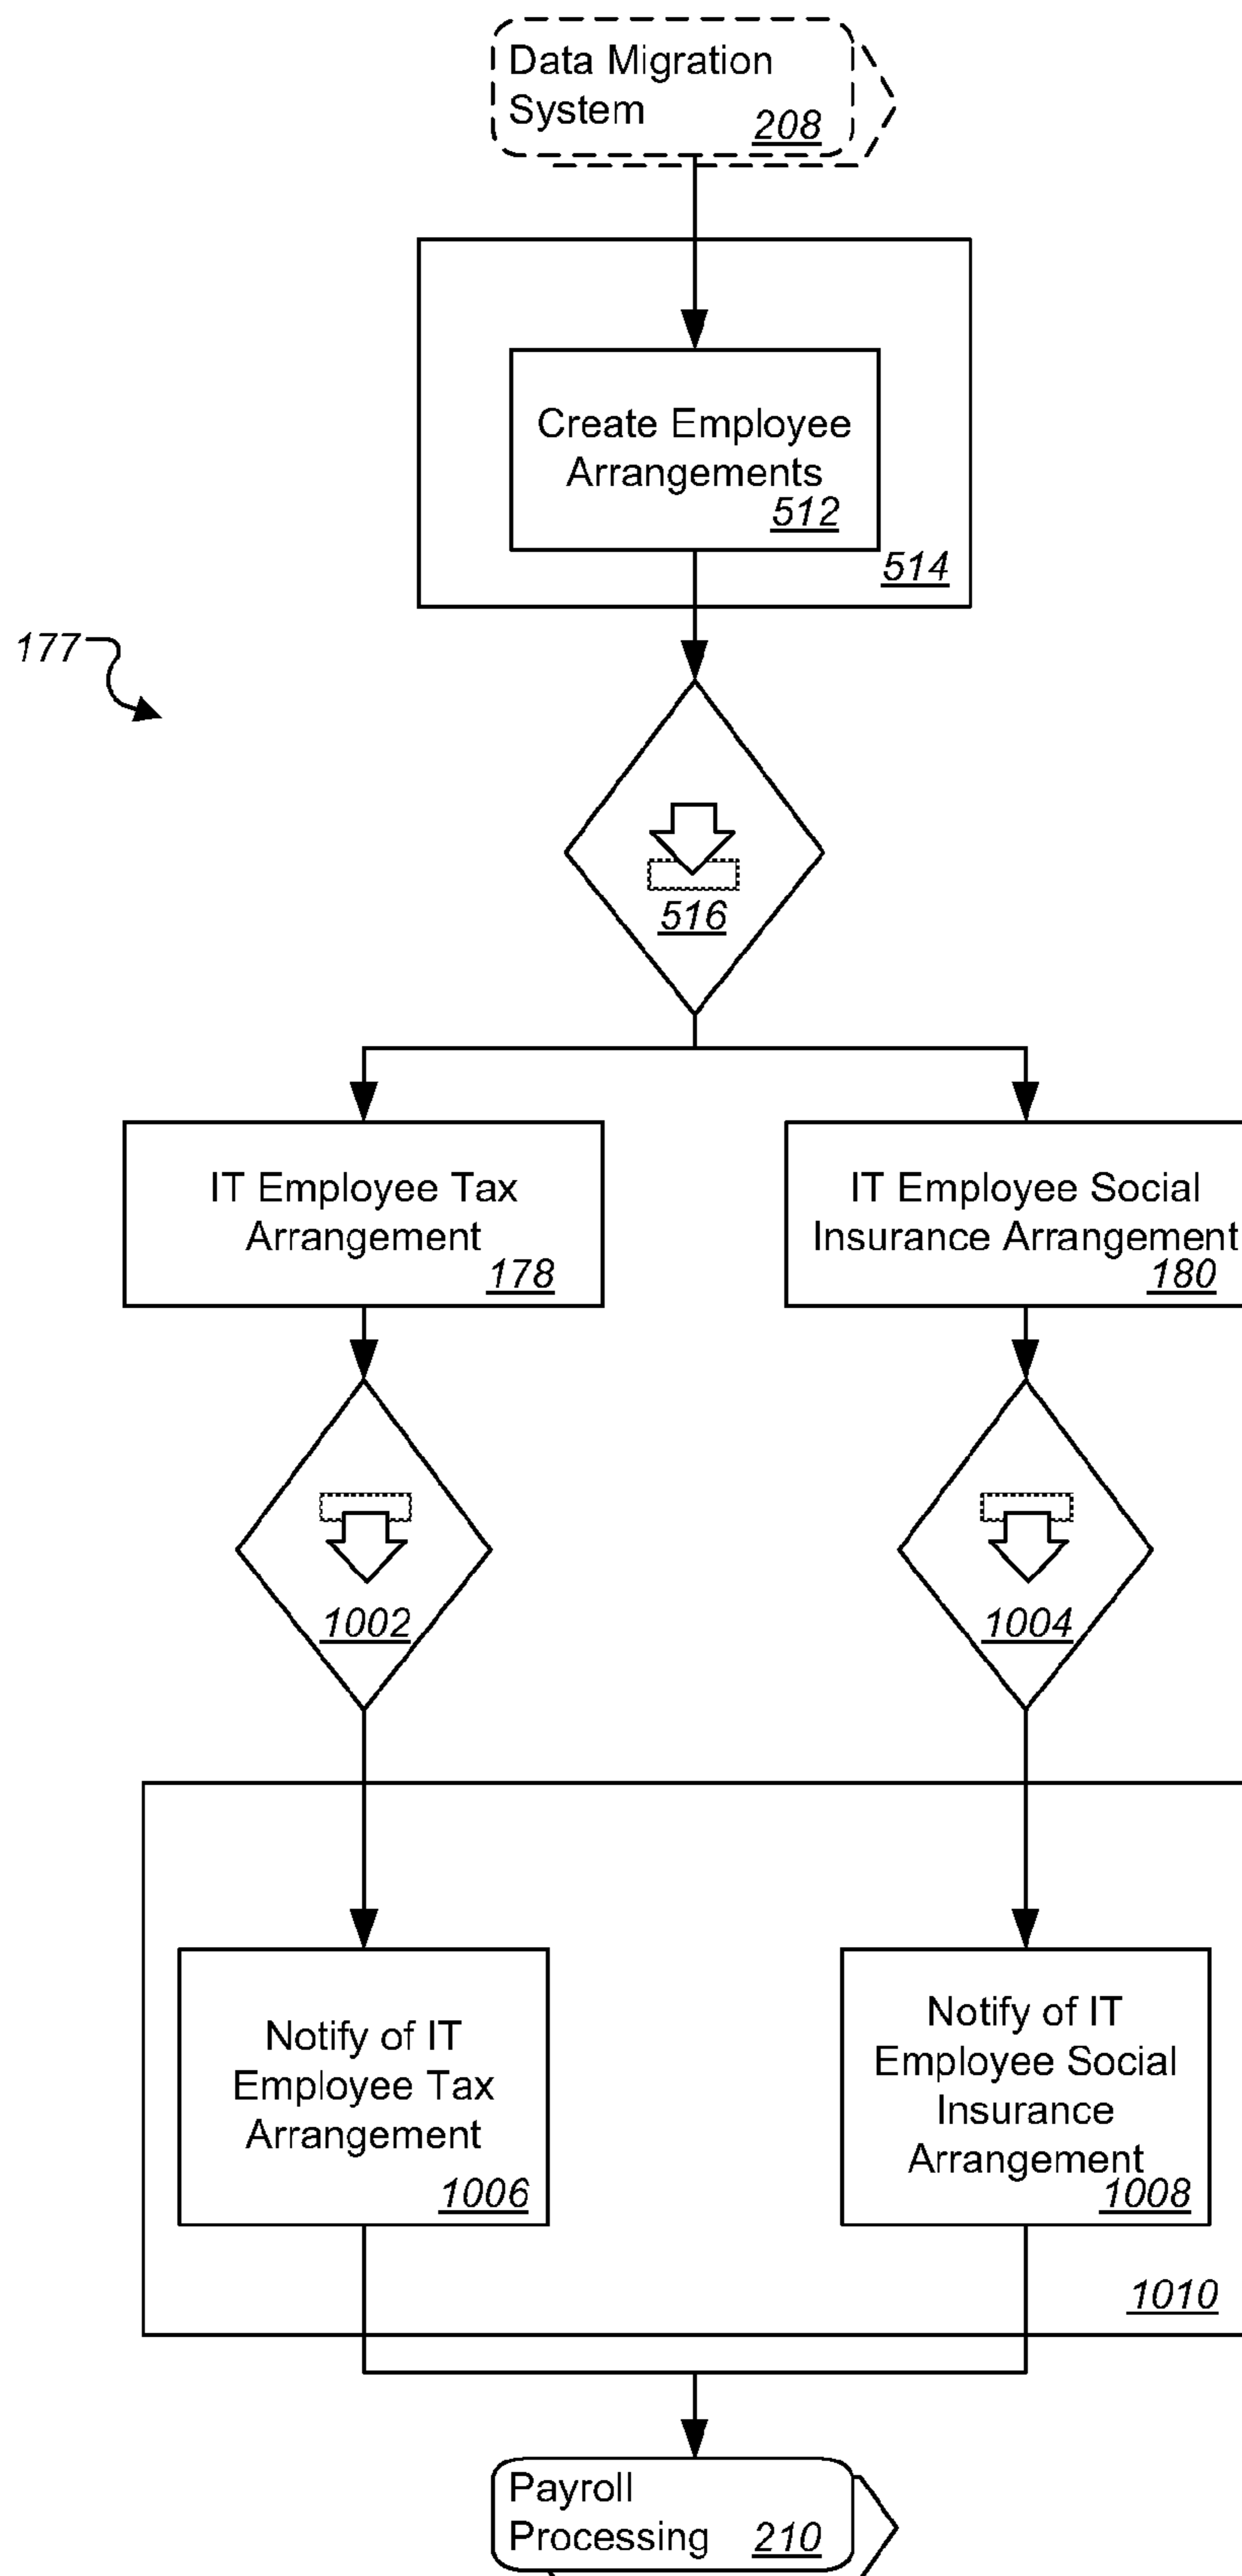 Data Migration
System 208
Create Employee
Arrangements
512
514
177
516
IT Employee Tax
Arrangement
178
IT Employee Social
Insurance Arrangement
180
1002
1004
Notify of IT
Employee Tax
Arrangement
1006
Notify of IT
Employee Social
Insurance
Arrangement
1008
1010
Payroll
Processing 210